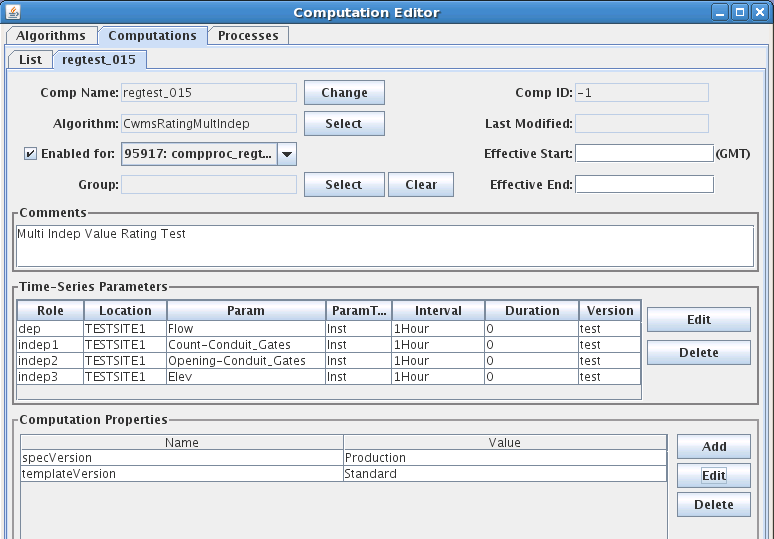 Computation Editor
Algorithms Computations Processes
List regtest_015
Comp Name: regtest_015 Change Comp ID: -1
Algorithm: CwmsRatingMultIndep Select Last Modified:
Enabled for: 95917: compproc_regt... Effective Start: (GMT)
Group: Select Clear Effective End:
Comments
Multi Indep Value Rating Test
Time-Series Parameters
Role Location Param ParamT... Interval Duration Version
dep TESTSITE1 Flow Inst 1Hour 0 test
indep1 TESTSITE1 Count-Conduit_Gates Inst 1Hour 0 test
indep2 TESTSITE1 Opening-Conduit_Gates Inst 1Hour 0 test
indep3 TESTSITE1 Elev Inst 1Hour 0 test
Edit
Delete
Computation Properties
Name Value
specVersion Production
templateVersion Standard
Add
Edit
Delete